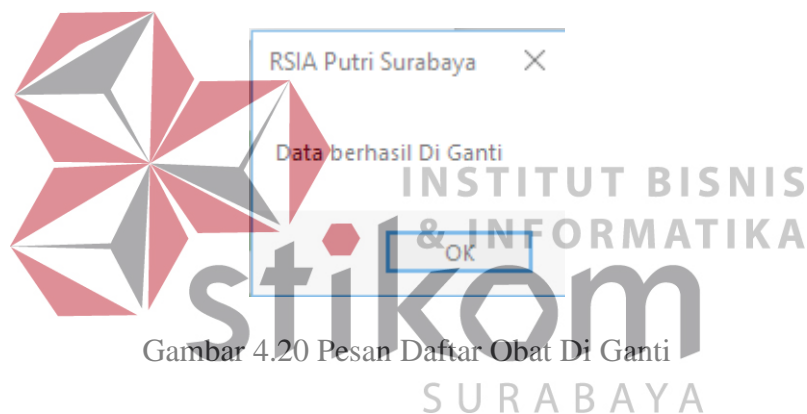 RSIA Putri Surabaya
Data berhasil Di Ganti
INSTITUT BISNIS
& INFORMATIKA
OK
stikom
Gambar 4.20 Pesan Daftar Obat Di Ganti
SURABAYA